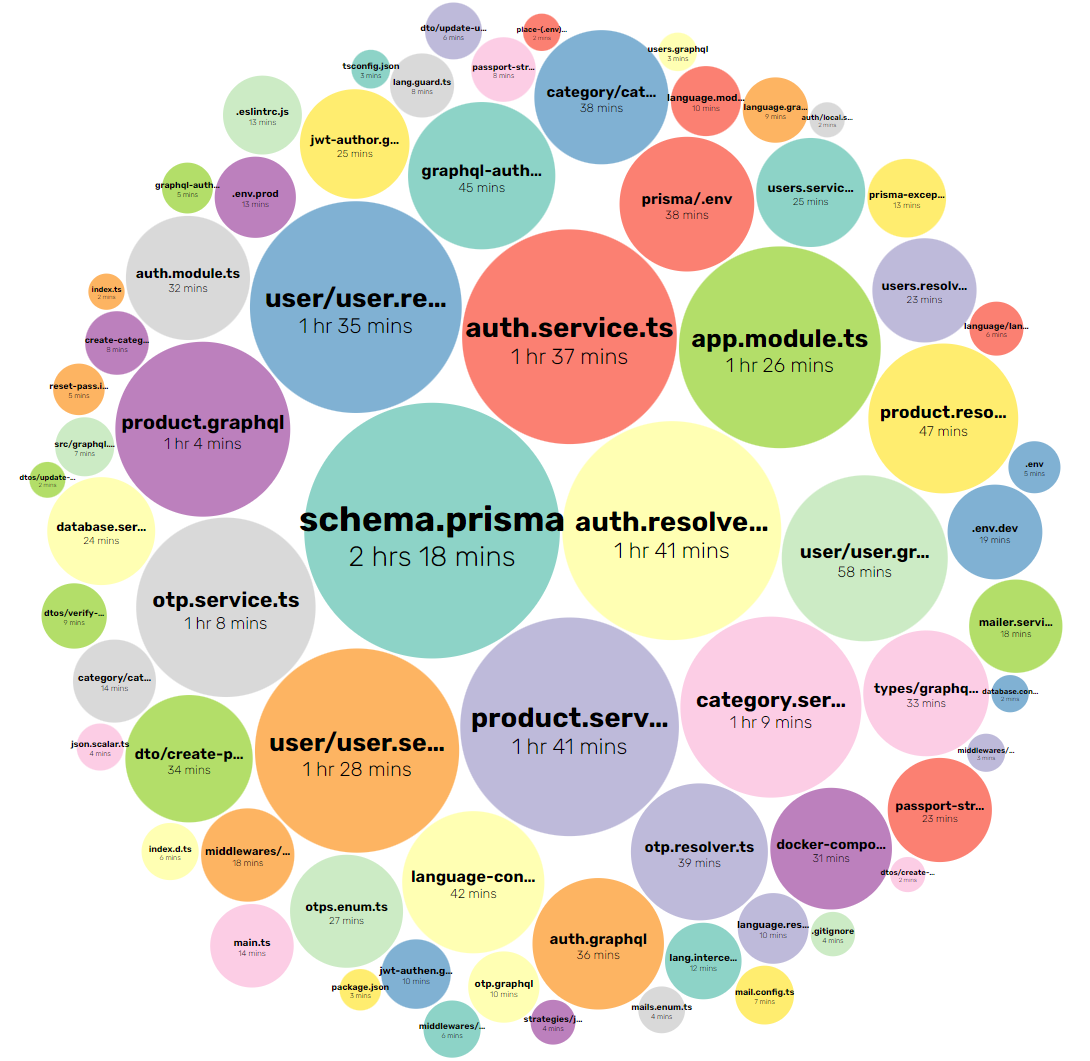 dto/update-u...
6 mins
place-(.env)...
2 mins
users.graphql
3 mins
tsconfig.json
3 mins
lang.guard.ts
8 mins
passport-str...
8 mins
category/cat...
38 mins
language.mod...
10 mins
language.gra...
9 mins
auth/local.s...
2 mins
.eslintrc.js
13 mins
jwt-author.g...
25 mins
graphql-auth...
45 mins
prisma/.env
38 mins
users.servic...
25 mins
prisma-excep...
13 mins
graphql-auth...
5 mins
.env.prod
13 mins
auth.module.ts
32 mins
user/user.re...
1 hr 35 mins
auth.service.ts
1 hr 37 mins
app.module.ts
1 hr 26 mins
users.resolv...
23 mins
language/lan...
6 mins
index.ts
2 mins
create-categ...
8 mins
reset-pass.i...
5 mins
product.graphql
1 hr 4 mins
product.reso...
47 mins
src/graphql....
7 mins
.env
5 mins
dtos/update-...
2 mins
database.ser...
24 mins
schema.prisma
2 hrs 18 mins
auth.resolve...
1 hr 41 mins
user/user.gr...
58 mins
.env.dev
19 mins
otp.service.ts
1 hr 8 mins
dtos/verify-...
9 mins
mailer.servi...
18 mins
category/cat...
14 mins
category.ser...
1 hr 9 mins
types/graphq...
33 mins
database.con...
2 mins
json.scalar.ts
4 mins
dto/create-p...
34 mins
user/user.se...
1 hr 28 mins
product.serv...
1 hr 41 mins
middlewares/...
3 mins
passport-str...
23 mins
index.d.ts
6 mins
middlewares/...
18 mins
language-con...
42 mins
otp.resolver.ts
39 mins
docker-compo...
31 mins
dtos/create-...
2 mins
otps.enum.ts
27 mins
main.ts
14 mins
auth.graphql
36 mins
language.res...
10 mins
.gitignore
4 mins
lang.interce...
12 mins
jwt-authen.g...
10 mins
package.json
3 mins
otp.graphql
10 mins
mail.config.ts
7 mins
mails.enum.ts
4 mins
strategies/j...
4 mins
middlewares/...
6 mins